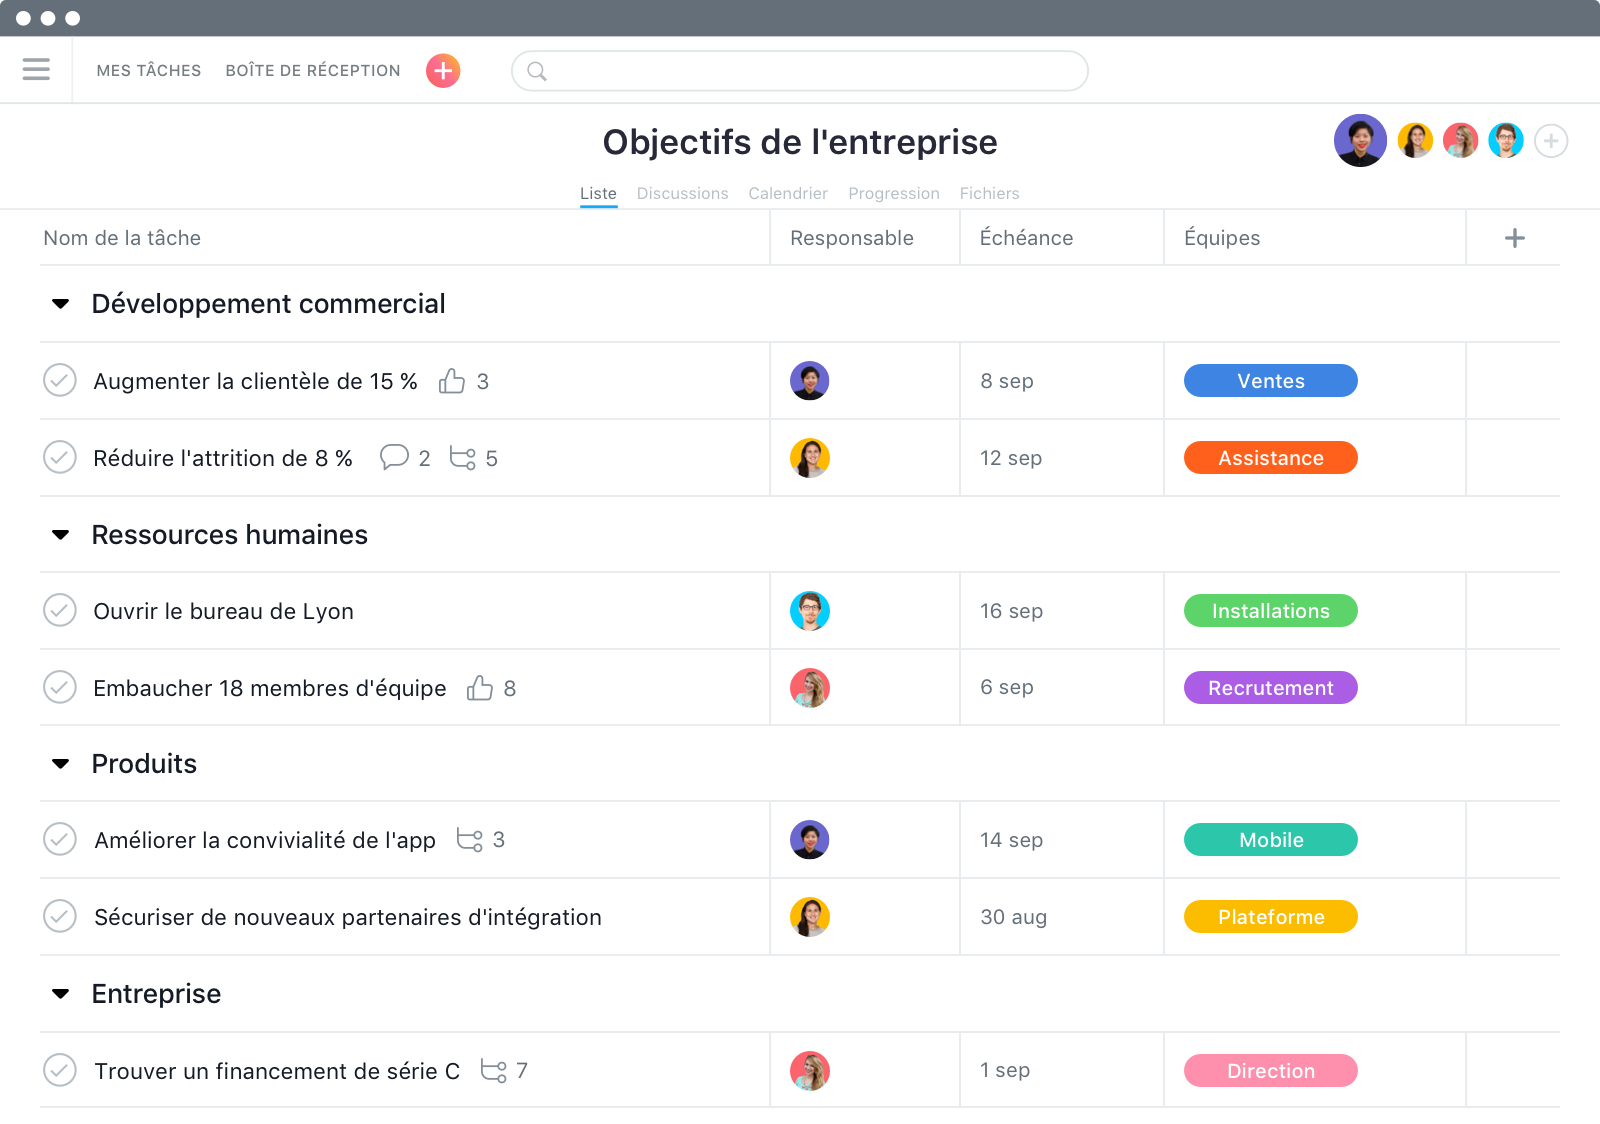 MES TÂCHES BOÎTE DE RÉCEPTION
Objectifs de l'entreprise
Liste Discussions Calendrier Progression Fichiers
Nom de la tâche Responsable Échéance Équipes
Développement commercial
Augmenter la clientèle de 15 % 3 8 sep Ventes
Réduire l'attrition de 8 % 2 5 12 sep Assistance
Ressources humaines
Ouvrir le bureau de Lyon 16 sep Installations
Embaucher 18 membres d'équipe 8 6 sep Recrutement
Produits
Améliorer la convivialité de l'app 3 14 sep Mobile
Sécuriser de nouveaux partenaires d'intégration 30 aug Plateforme
Entreprise
Trouver un financement de série C 7 1 sep Direction